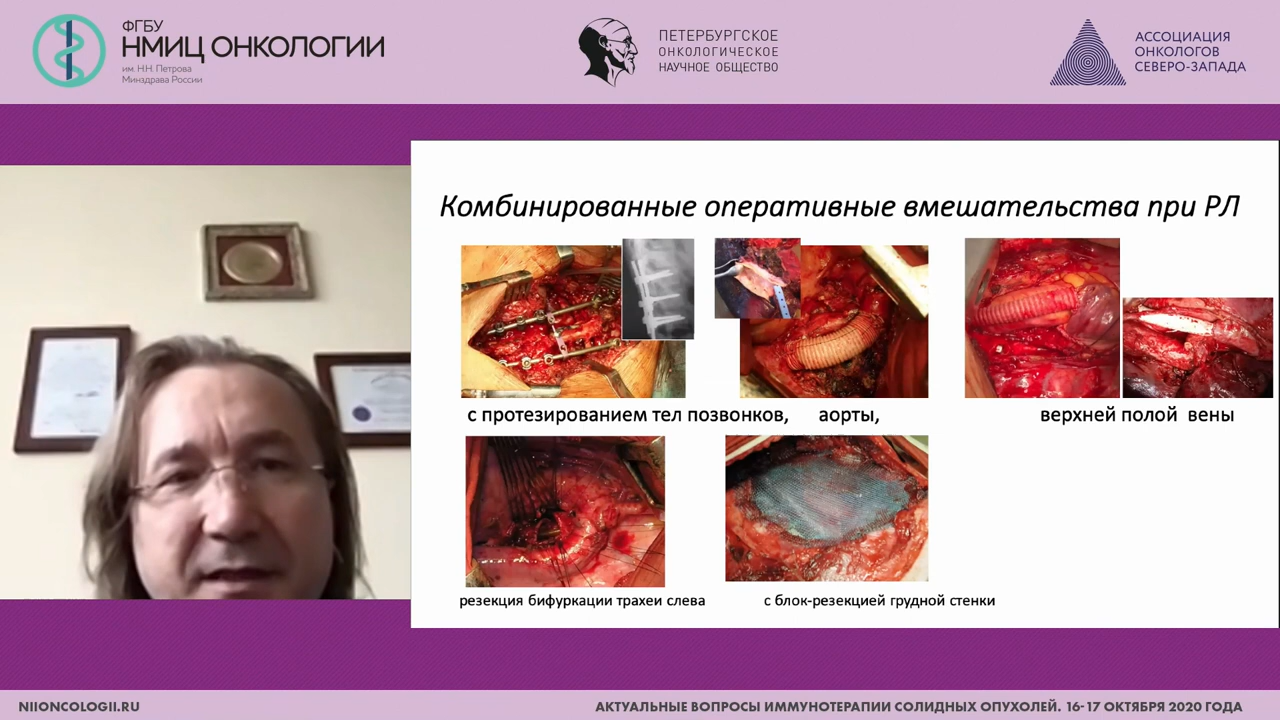 ФГБУ
НМИЦ ОНКОЛОГИИ
им. Н.Н. Петрова
Минздрава России
ПЕТЕРБУРГСКОЕ
ОНКОЛОГИЧЕСКОЕ
НАУЧНОЕ ОБЩЕСТВО
АССОЦИАЦИЯ
ОНКОЛОГОВ
СЕВЕРО-ЗАПАДА
Комбинированные оперативные вмешательства при РЛ
с протезированием тел позвонков, аорты, верхней полой вены
резекция бифуркации трахеи слева с блок-резекцией грудной стенки
NIIONCOLOGII.RU
АКТУАЛЬНЫЕ ВОПРОСЫ ИММУНОТЕРАПИИ СОЛИДНЫХ ОПУХОЛЕЙ. 16-17 ОКТЯБРЯ 2020 ГОДА